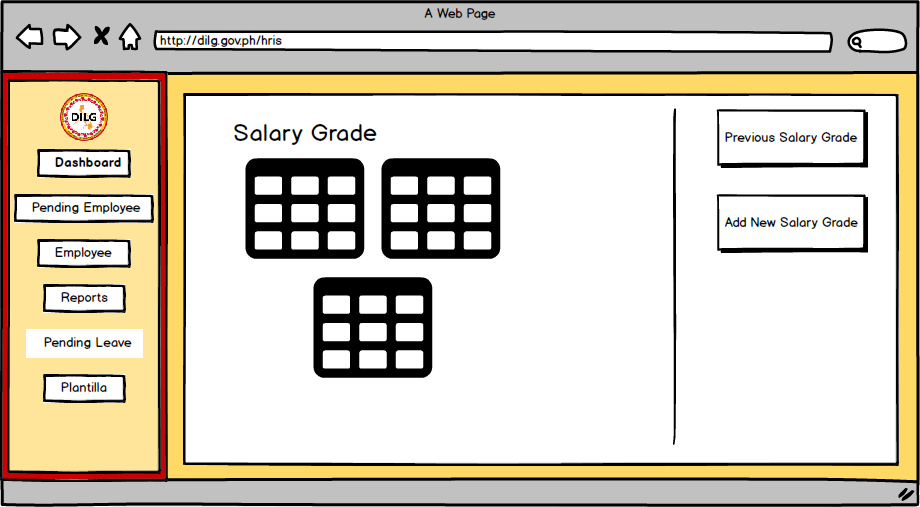 A Web Page
http://dilg.gov.ph/hris
DILG
Dashboard
Pending Employee
Employee
Reports
Pending Leave
Plantilla
Salary Grade
Previous Salary Grade
Add New Salary Grade